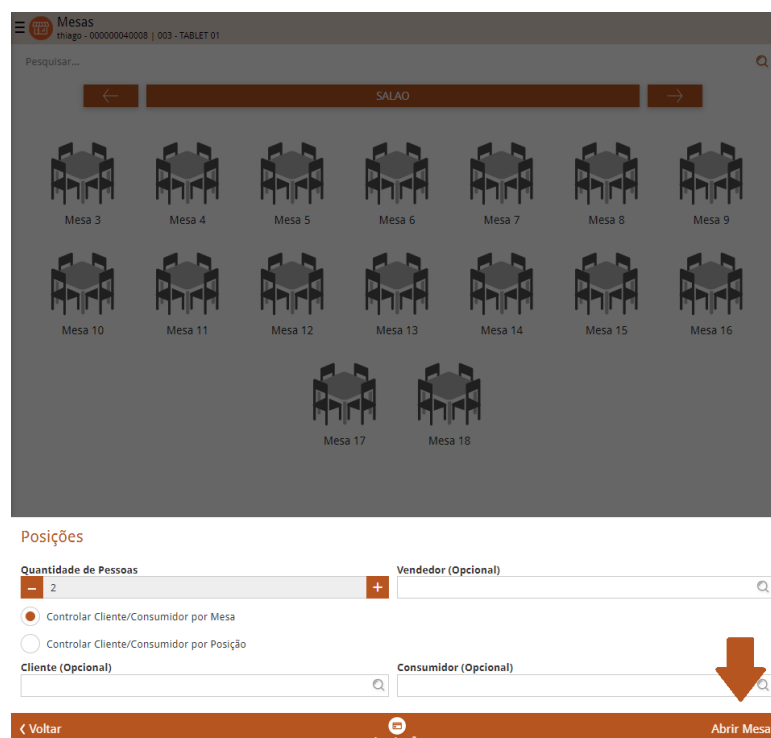 Mesas
thiago - 000000040008 | 003 - TABLET 01
Pesquisar...
SALAO
Mesa 3 Mesa 4 Mesa 5 Mesa 6 Mesa 7 Mesa 8 Mesa 9
Mesa 10 Mesa 11 Mesa 12 Mesa 13 Mesa 14 Mesa 15 Mesa 16
Mesa 17 Mesa 18
Posições
Quantidade de Pessoas Vendedor (Opcional)
2
Controlar Cliente/Consumidor por Mesa
Controlar Cliente/Consumidor por Posição
Cliente (Opcional) Consumidor (Opcional)
Voltar Abrir Mesa